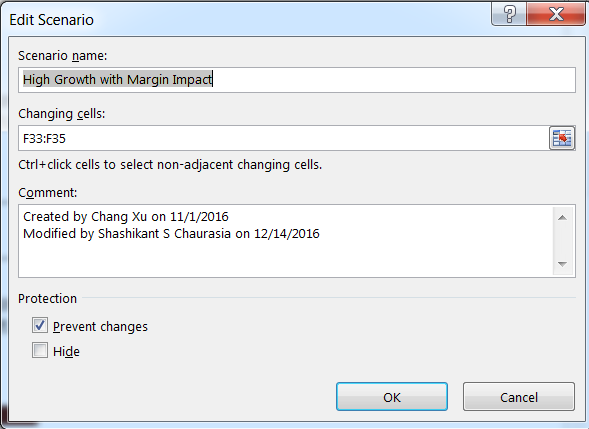 Edit Scenario
?
Scenario name:
High Growth with Margin Impact
Changing cells:
F33:F35
Ctrl+click cells to select non-adjacent changing cells.
Comment:
Created by Chang Xu on 11/1/2016
Modified by Shashikant S Chaurasia on 12/14/2016
Protection
Prevent changes
Hide
OK Cancel